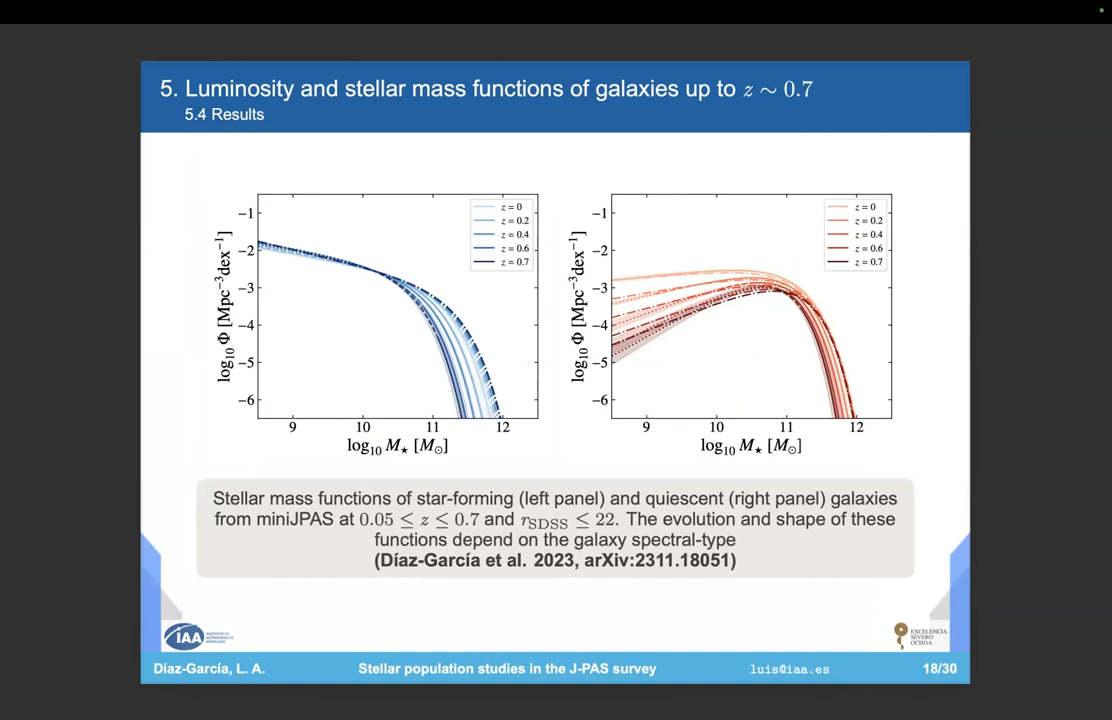 5. Luminosity and stellar mass functions of galaxies up to z ∼ 0.7
5.4 Results
−1
−2
−3
−4
−5
−6
9
10
11
12
log₁₀ Φ [Mpc⁻³dex⁻¹]
log₁₀ M⋆ [M⊙]
z = 0
z = 0.2
z = 0.4
z = 0.6
z = 0.7
−1
−2
−3
−4
−5
−6
9
10
11
12
log₁₀ Φ [Mpc⁻³dex⁻¹]
log₁₀ M⋆ [M⊙]
z = 0
z = 0.2
z = 0.4
z = 0.6
z = 0.7
Stellar mass functions of star-forming (left panel) and quiescent (right panel) galaxies
from miniJPAS at 0.05 ≤ z ≤ 0.7 and r_SDSS ≤ 22. The evolution and shape of these
functions depend on the galaxy spectral-type
(Díaz-García et al. 2023, arXiv:2311.18051)
iAA
EXCELENCIA
SEVERO
OCHOA
Díaz-García, L. A.
Stellar population studies in the J-PAS survey
luis@iaa.es
18/30